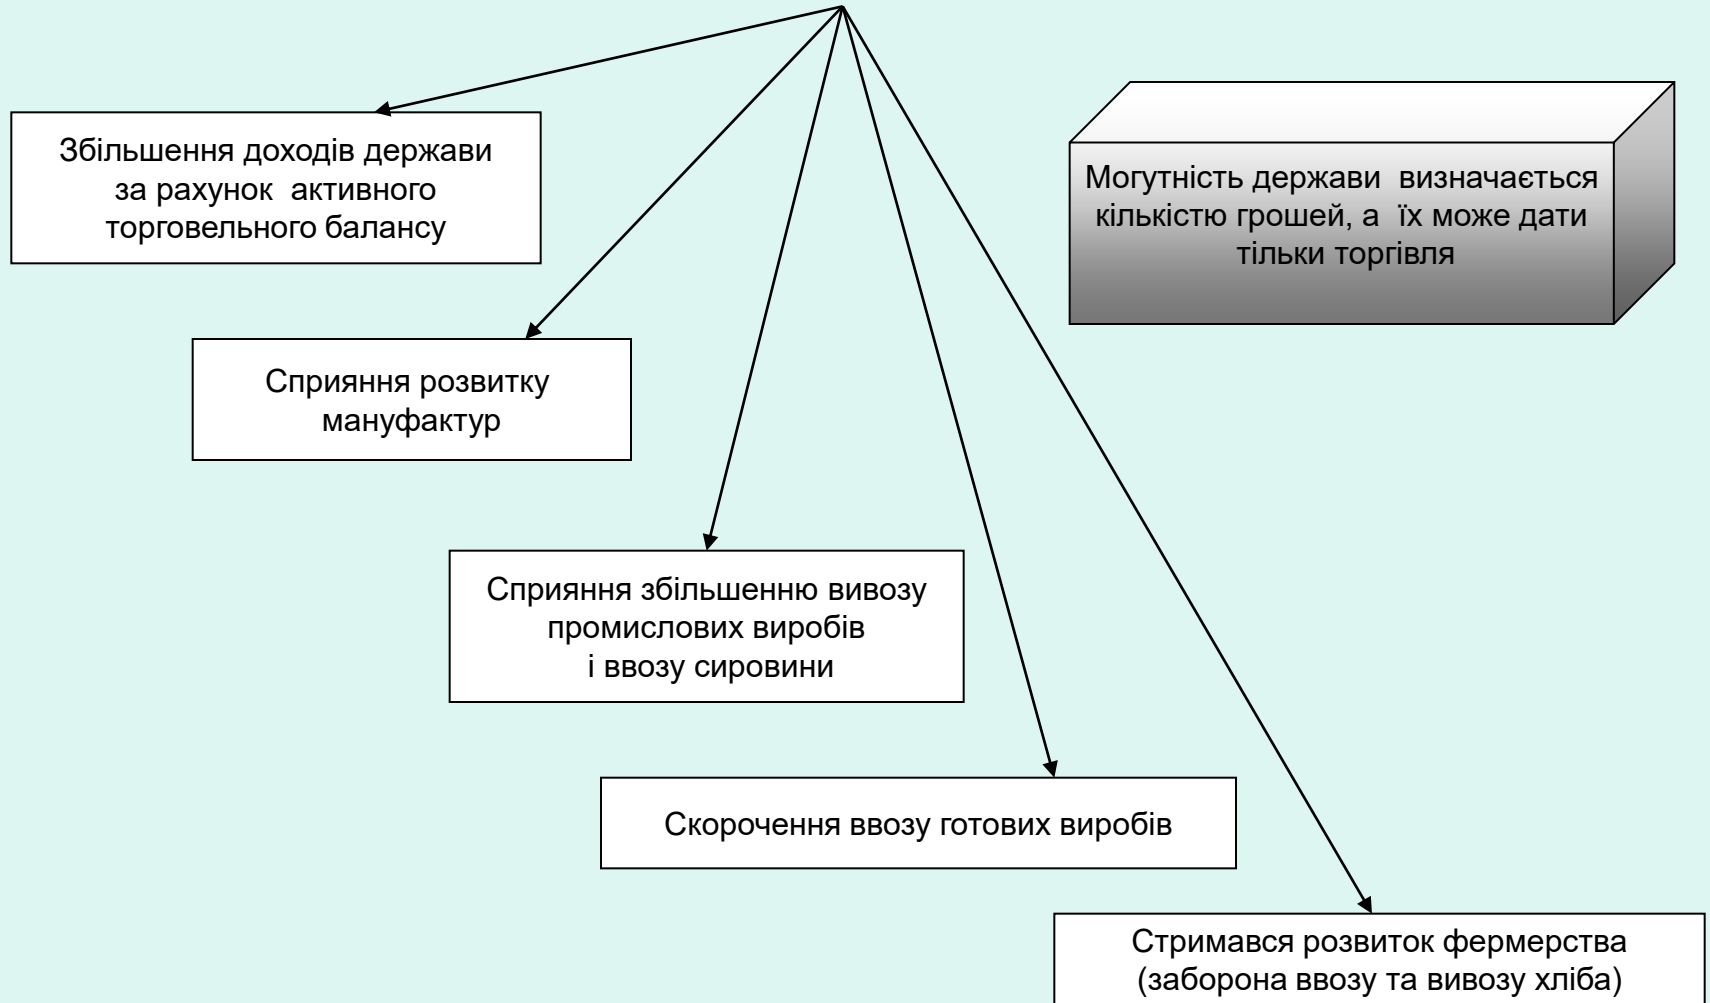 Збільшення доходів держави
за рахунок активного
торговельного балансу
Могутність держави визначається
кількістю грошей, а їх може дати
тільки торгівля
Сприяння розвитку
мануфактур
Сприяння збільшенню вивозу
промислових виробів
і ввозу сировини
Скорочення ввозу готових виробів
Стримався розвиток фермерства
(заборона ввозу та вивозу хліба)